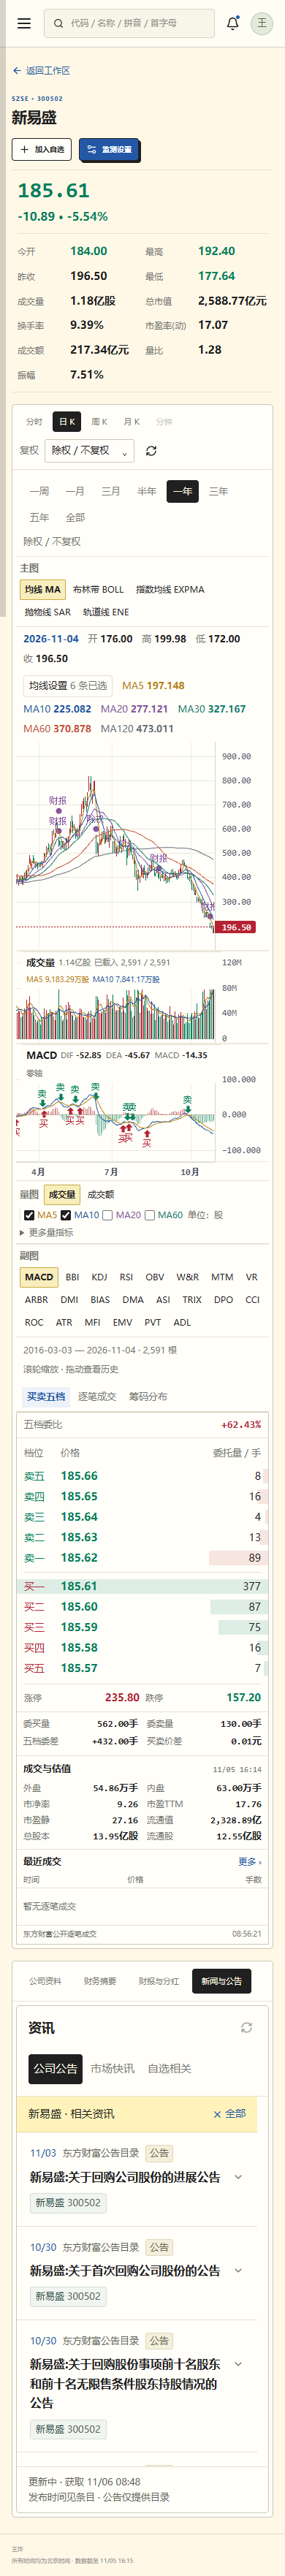 代码 / 名称 / 拼音 / 首字母
王
返回工作区
SZSE • 300502
新易盛
加入自选 监测设置
185.61
-10.89 • -5.54%
今开 184.00 最高 192.40
昨收 196.50 最低 177.64
成交量 1.18亿股 总市值 2,588.77亿元
换手率 9.39% 市盈率(动) 17.07
成交额 217.34亿元 量比 1.28
振幅 7.51%
分时 日 K 周 K 月 K 分钟
复权 除权 / 不复权
一周 一月 三月 半年 一年 三年
五年 全部
除权 / 不复权
主图
均线 MA 布林带 BOLL 指数均线 EXPMA
抛物线 SAR 轨道线 ENE
2026-11-04 开 176.00 高 199.98 低 172.00
收 196.50
均线设置 6 条已选 MA5 197.148
MA10 225.082 MA20 277.121 MA30 327.167
MA60 370.878 MA120 473.011
900.00
800.00
财报
700.00
财报
600.00
财报
500.00
400.00
300.00
196.50
成交量 1.14亿股 已载入 2,591 / 2,591 120M
MA5 9,183.29万股 MA10 7,841.17万股
80M
40M
0
MACD DIF -52.85 DEA -45.67 MACD -14.35
零轴 100.000
卖 卖 卖 卖 卖 卖
0.000
买 买 买 买 买 买
-100.000
4月 7月 10月
量图 成交量 成交额
MA5 MA10 MA20 MA60 单位: 股
更多量指标
副图
MACD BBI KDJ RSI OBV W&R MTM VR
ARBR DMI BIAS DMA ASI TRIX DPO CCI
ROC ATR MFI EMV PVT ADL
2016-03-03 — 2026-11-04 · 2,591 根
滚轮缩放 · 拖动查看历史
买卖五档 逐笔成交 筹码分布
五档委比 +62.43%
档位 价格 委托量 / 手
卖五 185.66 8
卖四 185.65 16
卖三 185.64 4
卖二 185.63 13
卖一 185.62 89
买一 185.61 377
买二 185.60 87
买三 185.59 75
买四 185.58 16
买五 185.57 7
涨停 235.80 跌停 157.20
委买量 562.00手 委卖量 130.00手
五档委差 +432.00手 买卖价差 0.01元
成交与估值 11/05 16:14
外盘 54.86万手 内盘 63.00万手
市净率 9.26 市盈TTM 17.76
市盈静 27.16 流通值 2,328.89亿
总股本 13.95亿股 流通股 12.55亿股
最近成交 更多 ›
时间 价格 手数
暂无逐笔成交
东方财富公开逐笔成交 08:56:21
公司资料 财务摘要 财报与分红 新闻与公告
资讯
公司公告 市场快讯 自选相关
新易盛 · 相关资讯 × 全部
11/03 东方财富公告目录 公告
新易盛:关于回购公司股份的进展公告
新易盛 300502
10/30 东方财富公告目录 公告
新易盛:关于首次回购公司股份的公告
新易盛 300502
10/30 东方财富公告目录 公告
新易盛:关于回购股份事项前十名股东
和前十名无限售条件股东持股情况的
公告
新易盛 300502
更新中 · 获取 11/06 08:48
发布时间见条目 · 公告仅提供目录
所有时间均为北京时间 · 数据截至 11/05 16:15